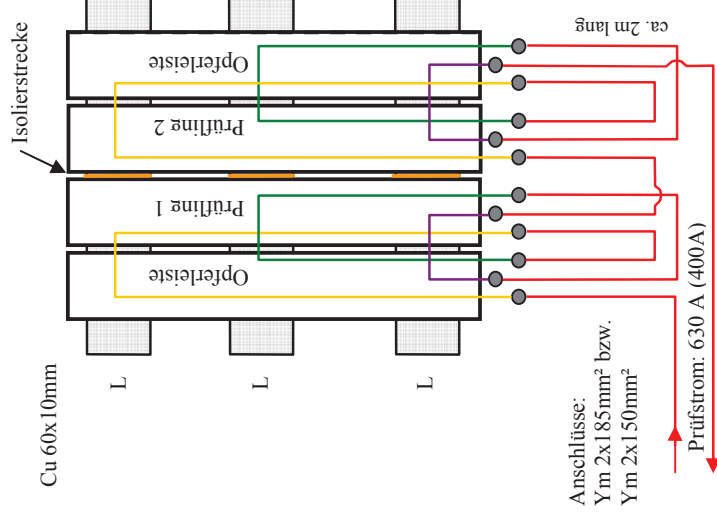 Isolierstrecke
Cu 60x10mm
Opferleiste
Prüfling 1
Prüfling 2
Opferleiste
L
L
L
ca. 2m lang
Anschlüsse:
Ym 2x185mm² bzw.
Ym 2x150mm²
Prüfstrom: 630 A (400A)